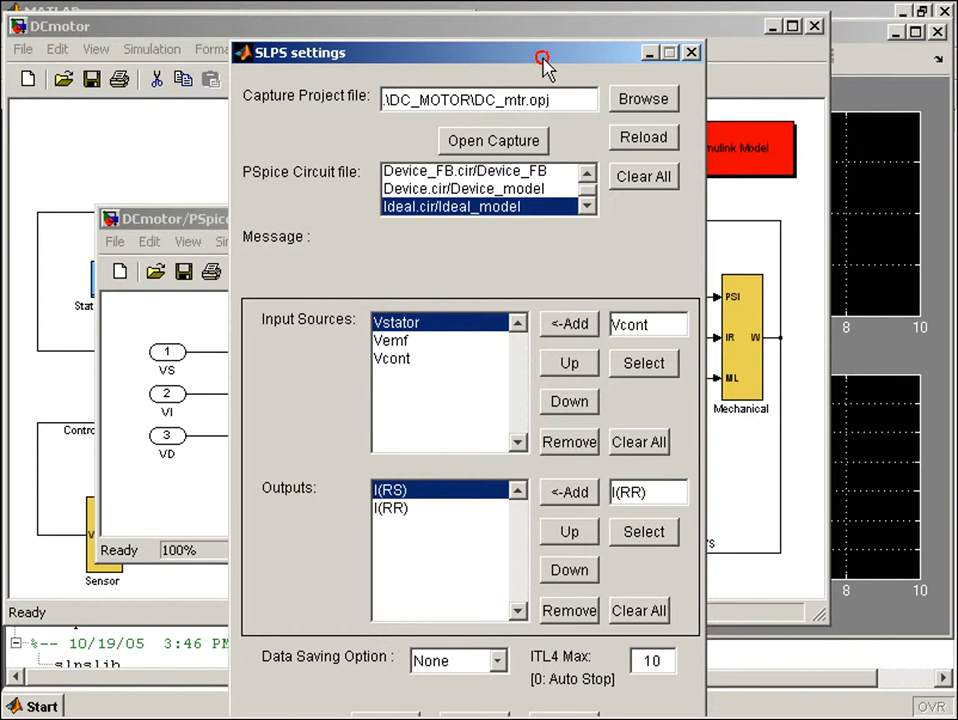 MATLAB
DCmotor
File Edit View Simulation Forma
SLPS settings
Capture Project file: .\DC_MOTOR\DC_mtr.opj Browse
Open Capture Reload
PSpice Circuit file: Device_FB.cir/Device_FB Clear All
Device.cir/Device_model
Ideal.cir/Ideal_model
Message :
mulink Model
DCmotor/PSpice
File Edit View Si
Stat
1
VS
2
VI
3
VD
Contro
Ready 100%
V
Sensor
Ready
Input Sources: Vstator <-Add Vcont
Vemf
Vcont
Up Select
Down
Remove Clear All
Outputs: I(RS) <-Add I(RR)
I(RR)
Up Select
Down
Remove Clear All
Data Saving Option : None ITL4 Max: 10
[0: Auto Stop]
PSI
IR W
ML
Mechanical
8 10
8 10
%-- 10/19/05 3:46 PM
slpslib
Start
OVR